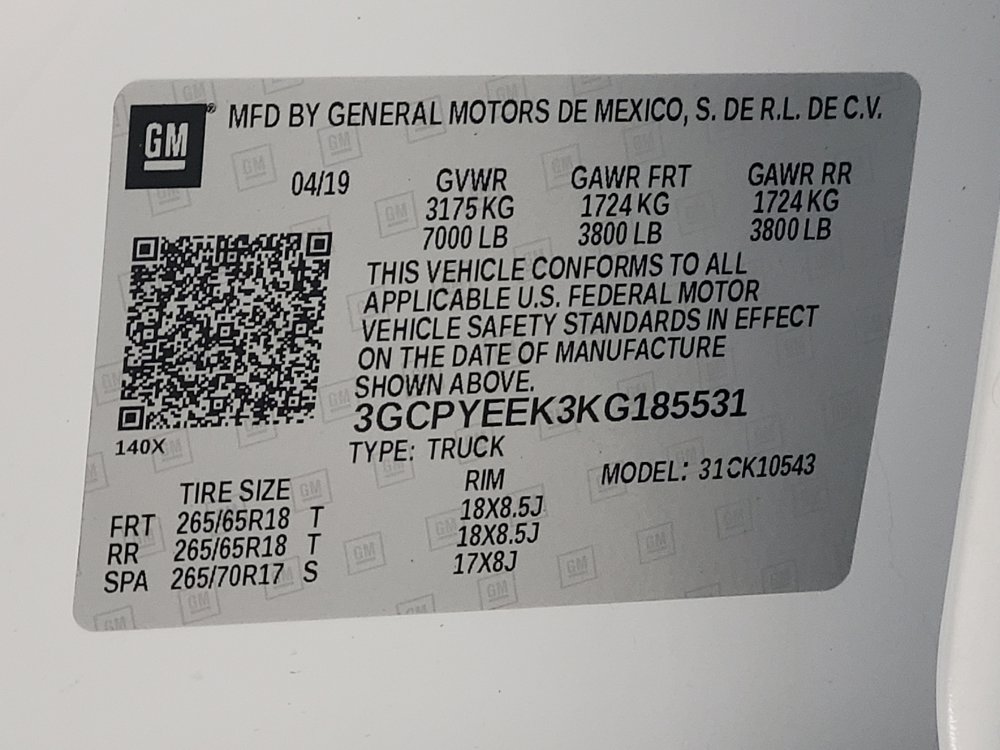 GM® MFD BY GENERAL MOTORS DE MEXICO, S. DE R.L. DE C.V.
04/19 GVWR GAWR FRT GAWR RR
3175 KG 1724 KG 1724 KG
7000 LB 3800 LB 3800 LB
THIS VEHICLE CONFORMS TO ALL
APPLICABLE U.S. FEDERAL MOTOR
VEHICLE SAFETY STANDARDS IN EFFECT
ON THE DATE OF MANUFACTURE
SHOWN ABOVE.
3GCPYEEK3KG185531
140X
TYPE: TRUCK
MODEL: 31CK10543
TIRE SIZE RIM
FRT 265/65R18 T 18X8.5J
RR 265/65R18 T 18X8.5J
SPA 265/70R17 S 17X8J